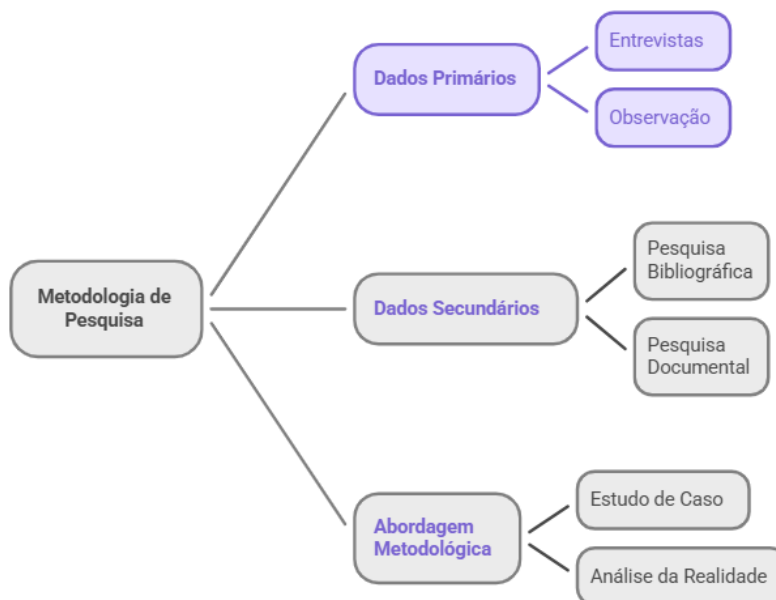 Entrevistas
Dados Primários
Observação
Metodologia de
Pesquisa
Dados Secundários
Pesquisa
Bibliográfica
Pesquisa
Documental
Abordagem
Metodológica
Estudo de Caso
Análise da Realidade